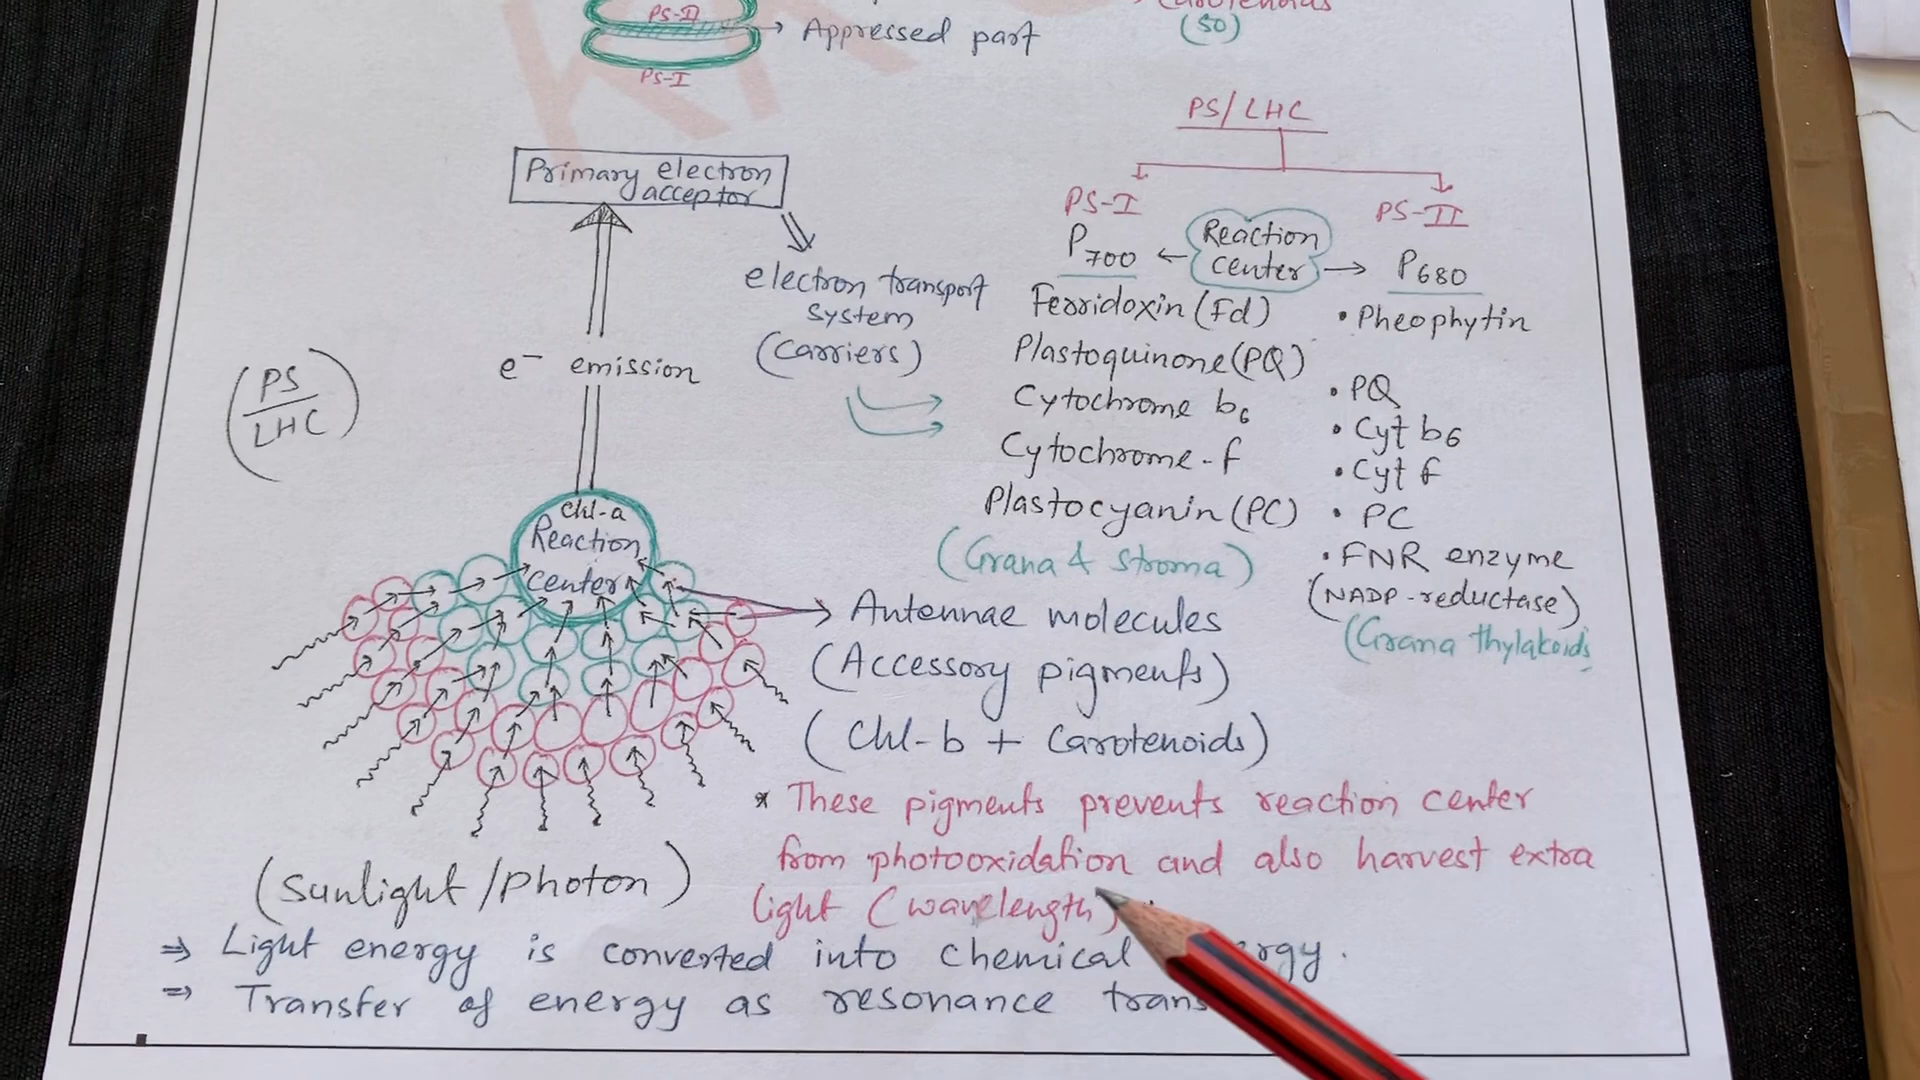 PS-II
Appressed part
PS-I
(50)
PS/LHC
PS-I
PS-II
Reaction
center
P700
P680
Ferridoxin (Fd)
Plastoquinone (PQ)
Cytochrome b6
Cytochrome-f
Plastocyanin (PC)
(Grana & stroma)
• Pheophytin
• PQ
• Cyt b6
• Cyt f
• PC
• FNR enzyme
(NADP-reductase)
(Grana thylakoids
Primary electron
acceptor
electron transport
system
(carriers)
e⁻ emission
(PS
LHC)
Chl-a
Reaction
center
Antennae molecules
(Accessory pigments)
(Chl-b + Carotenoids)
* These pigments prevents reaction center
from photooxidation and also harvest extra
light (wavelength)
(Sunlight/Photon)
⇒ Light energy is converted into chemical
⇒ Transfer of energy as resonance